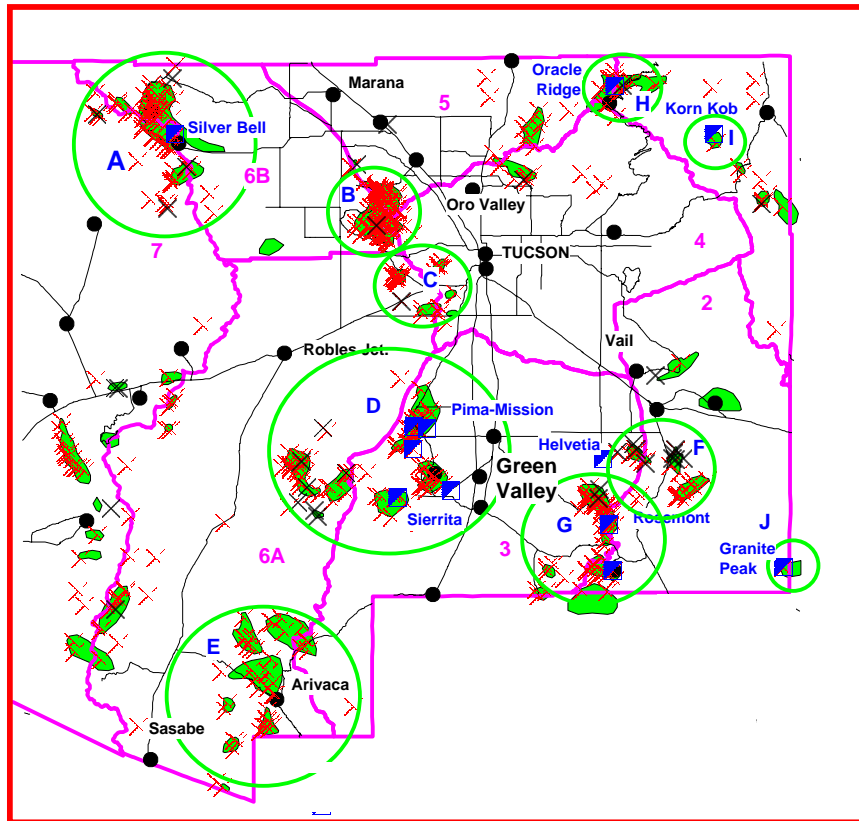 Oracle
Ridge
Marana
5
H
Korn Kob
Silver Bell
I
A
6B
B
Oro Valley
4
7
TUCSON
C
2
Vail
Robles Jct.
D
Pima-Mission
Helvetia
F
Green
Valley
Sierrita
G
Rosemont
J
3
Granite
Peak
6A
E
Arivaca
Sasabe